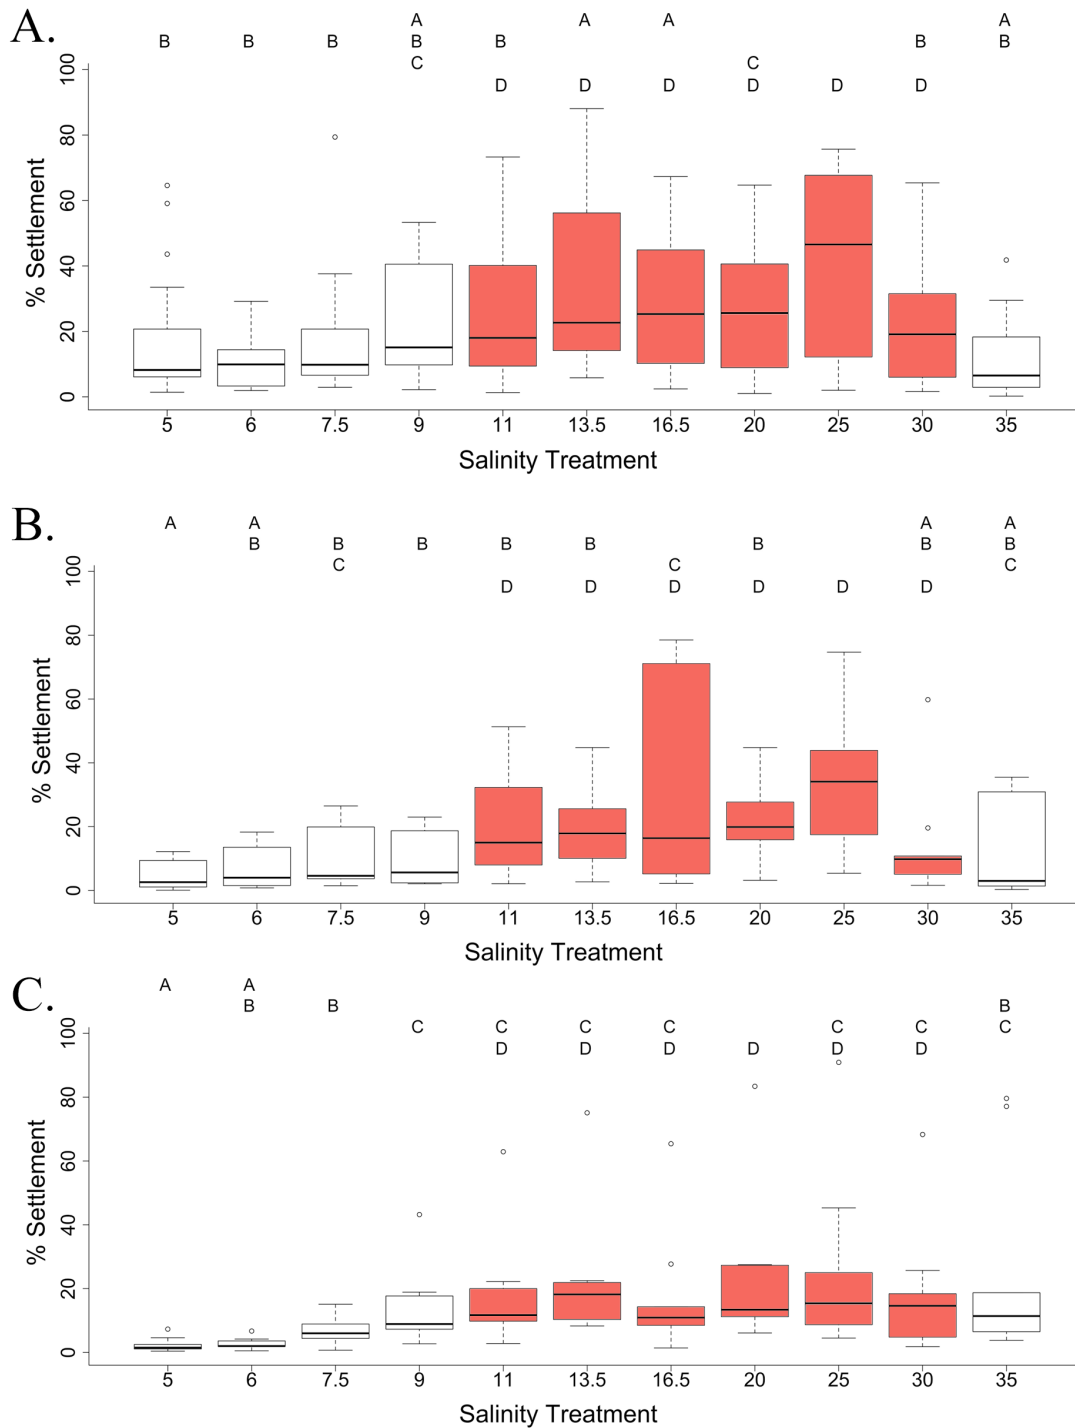 A.
A A A A
B B B B B B B
C C
D D D D D D
% Settlement
100
80
60
40
20
0
5 6 7.5 9 11 13.5 16.5 20 25 30 35
Salinity Treatment
B.
A A A A
B B B B B B B B
C C C
D D D D D D
% Settlement
100
80
60
40
20
0
5 6 7.5 9 11 13.5 16.5 20 25 30 35
Salinity Treatment
C.
A A
B B B
C C C C C C C
D D D D D D
% Settlement
100
80
60
40
20
0
5 6 7.5 9 11 13.5 16.5 20 25 30 35
Salinity Treatment